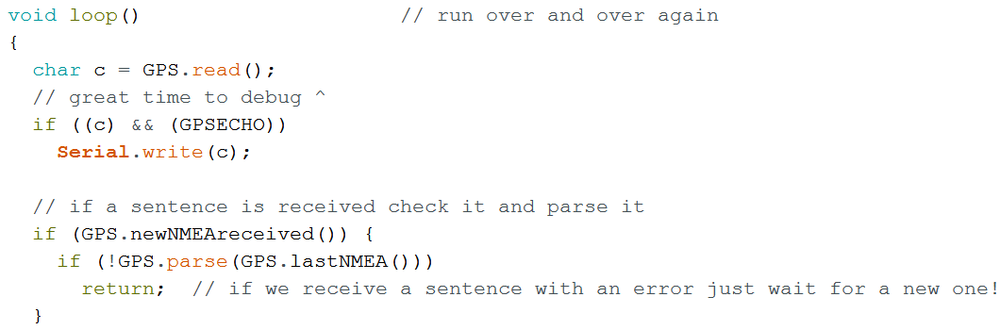 void loop()                     // run over and over again
{
  char c = GPS.read();
  // great time to debug ^
  if ((c) && (GPSECHO))
    Serial.write(c);

  // if a sentence is received check it and parse it
  if (GPS.newNMEAreceived()) {
    if (!GPS.parse(GPS.lastNMEA()))
      return;  // if we receive a sentence with an error just wait for a new one!
  }